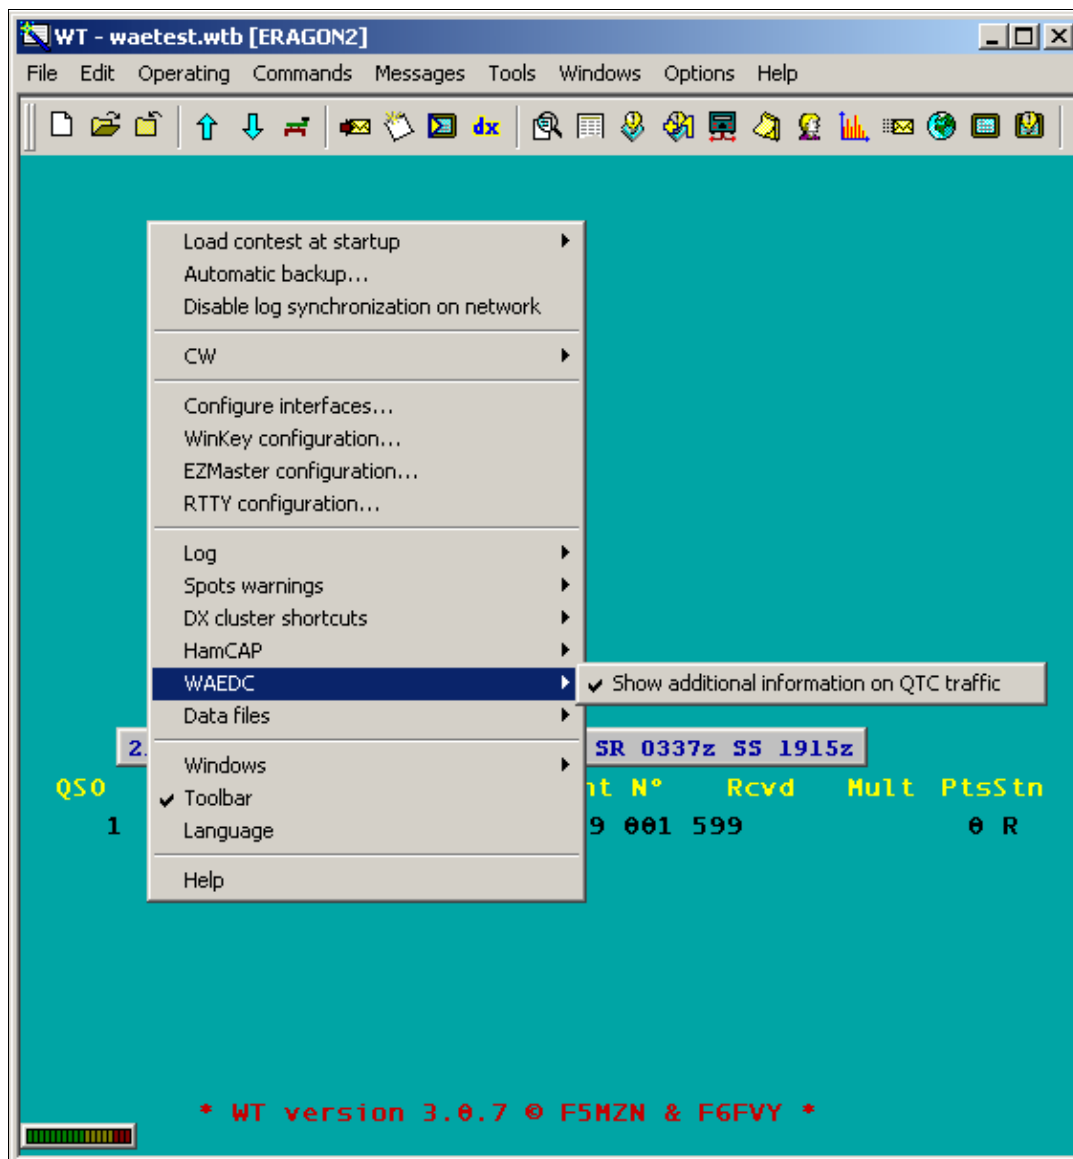 WT - waetest.wtb [ERAGON2]
File Edit Operating Commands Messages Tools Windows Options Help
dx
Load contest at startup
Automatic backup...
Disable log synchronization on network
CW
Configure interfaces...
WinKey configuration...
EZMaster configuration...
RTTY configuration...
Log
Spots warnings
DX cluster shortcuts
HamCAP
WAEDC
Show additional information on QTC traffic
Data files
2. SR 0337z SS 1915z
Windows
QSO nt N° Rcvd Mult PtsStn
Toolbar
1 9 001 599 0 R
Language
Help
* WT version 3.0.7 © F5MZN & F6FVY *